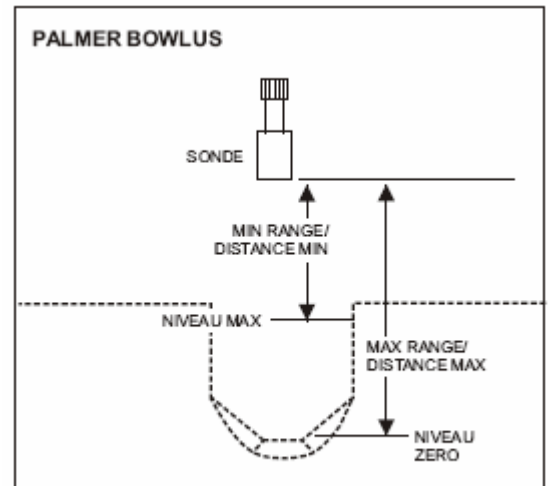 PALMER BOWLUS
SONDE
MIN RANGE/
DISTANCE MIN
NIVEAU MAX
MAX RANGE/
DISTANCE MAX
NIVEAU
ZERO